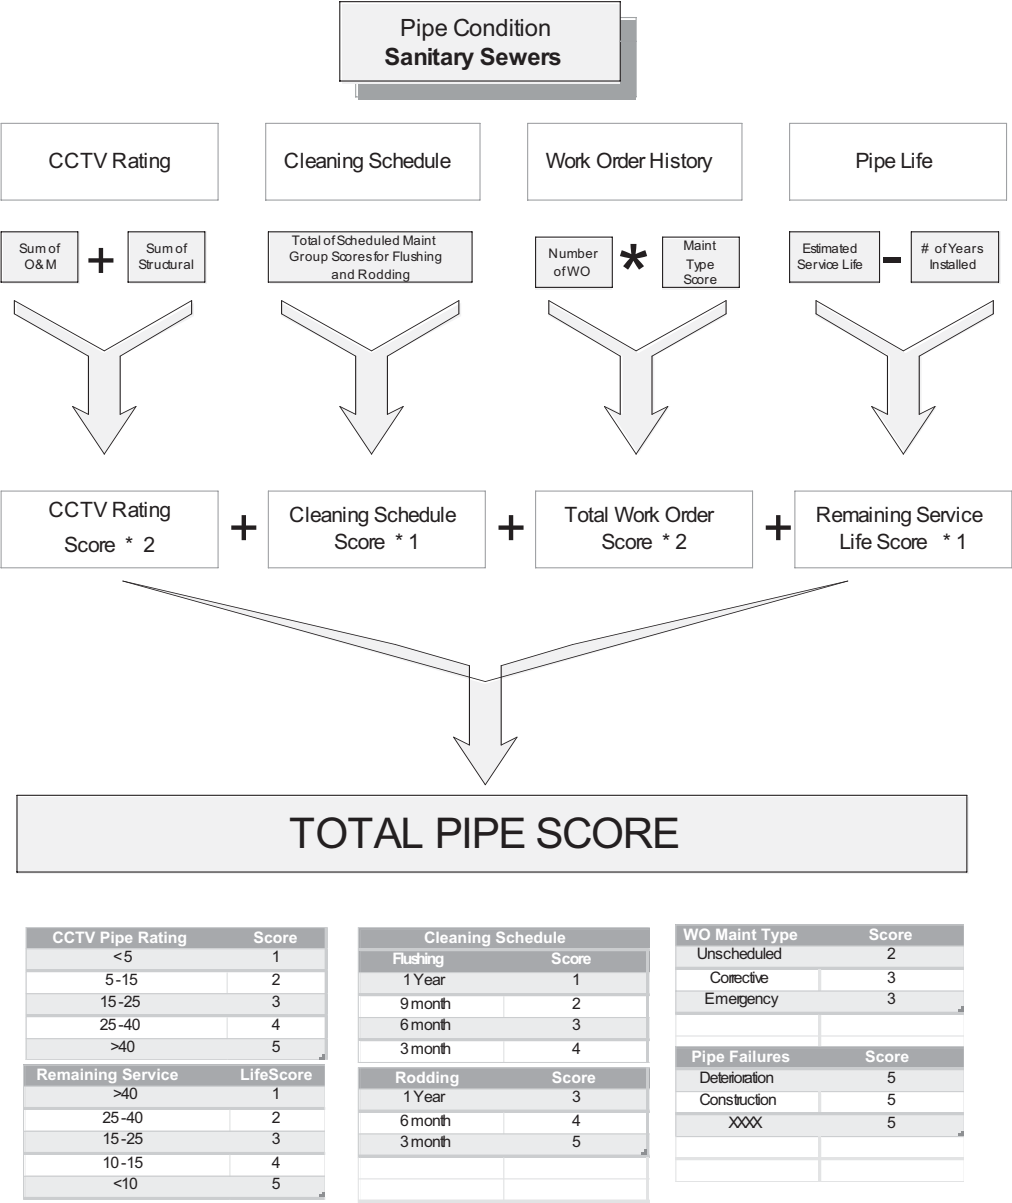 Pipe Condition
Sanitary Sewers
CCTV Rating
Cleaning Schedule
Work Order History
Pipe Life
Sum of
O&M
+
Sum of
Structural
Total of Scheduled Maint
Group Scores for Flushing
and Rodding
Number
of WO
*
Maint
Type
Score
Estimated
Service Life
-
# of Years
Installed
CCTV Rating
Score * 2
+
Cleaning Schedule
Score * 1
+
Total Work Order
Score * 2
+
Remaining Service
Life Score * 1
TOTAL PIPE SCORE
CCTV Pipe Rating Score
<5 1
5-15 2
15-25 3
25-40 4
>40 5
Remaining Service LifeScore
>40 1
25-40 2
15-25 3
10-15 4
<10 5
Cleaning Schedule
Flushing Score
1 Year 1
9 month 2
6 month 3
3 month 4
Rodding Score
1 Year 3
6 month 4
3 month 5
WO Maint Type Score
Unscheduled 2
Corrective 3
Emergency 3
Pipe Failures Score
Deterioration 5
Construction 5
XXXX 5